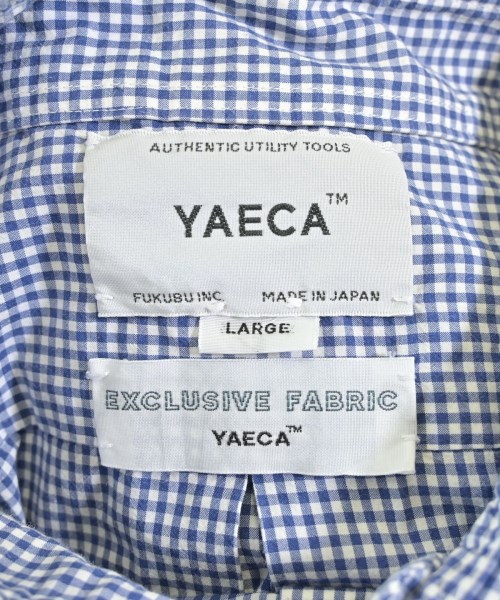 AUTHENTIC UTILITY TOOLS
YAECA™
FUKUBU INC. MADE IN JAPAN
LARGE
EXCLUSIVE FABRIC
YAECA™